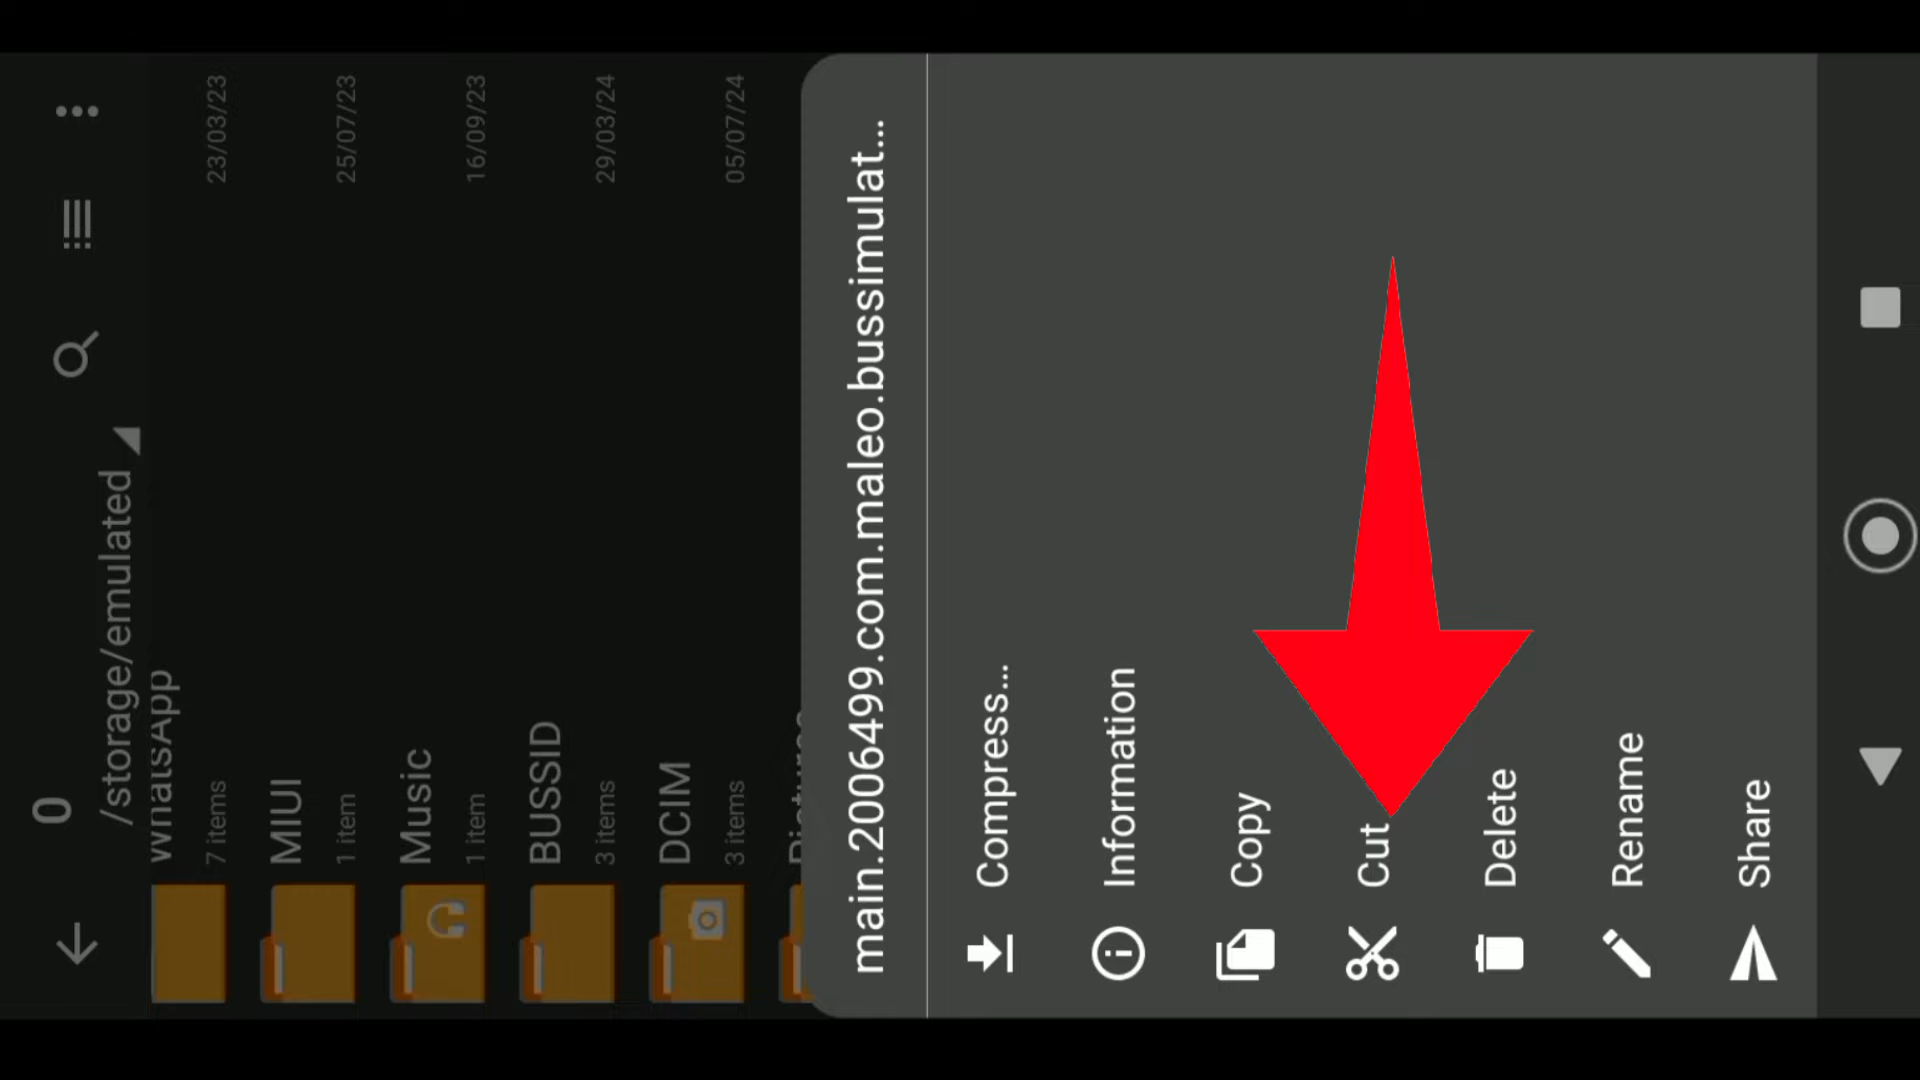 0
/storage/emulated
WhatsApp
7 items
23/03/23
MIUI
1 item
25/07/23
Music
1 item
16/09/23
BUSSID
3 items
29/03/24
DCIM
3 items
05/07/24
main.2006499.com.maleo.bussimulat...
Compress...
Information
Copy
Cut
Delete
Rename
Share